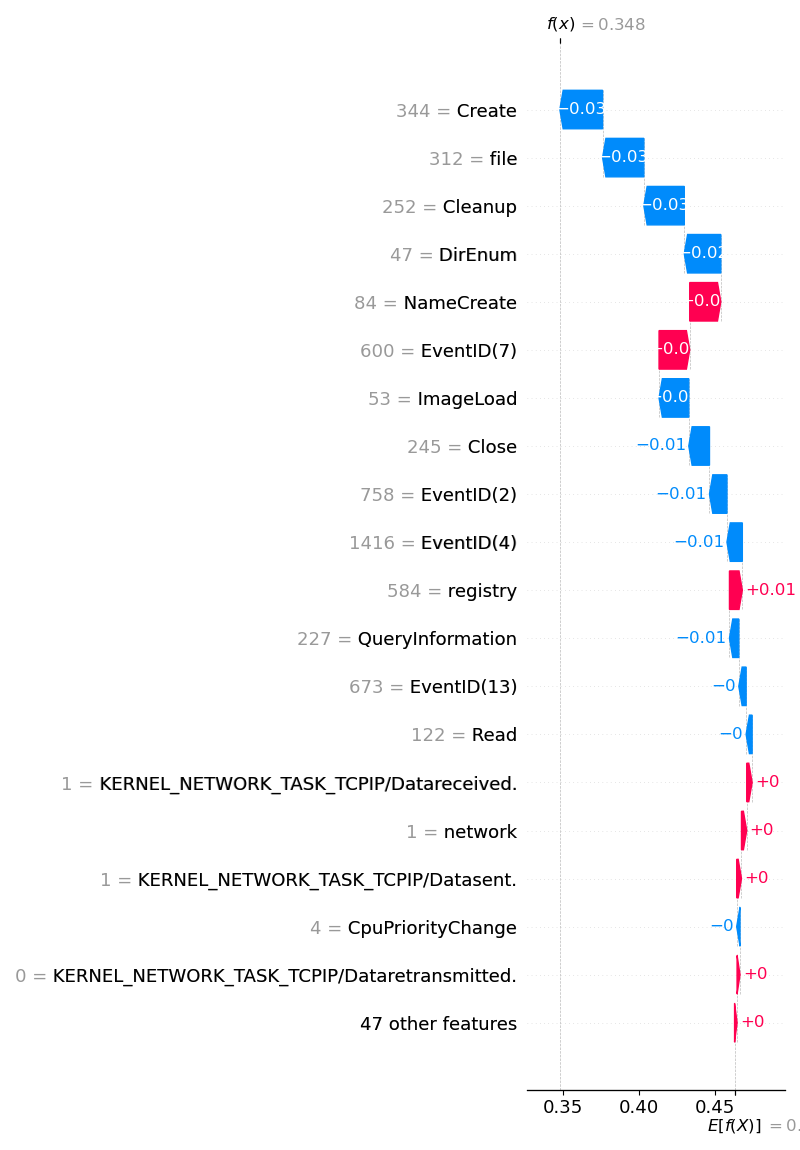 f(x) = 0.348
344 = Create −0.03
312 = file −0.03
252 = Cleanup −0.03
47 = DirEnum −0.02
84 = NameCreate
600 = EventID(7)
53 = ImageLoad
245 = Close −0.01
758 = EventID(2) −0.01
1416 = EventID(4) −0.01
584 = registry +0.01
227 = QueryInformation −0.01
673 = EventID(13) −0
122 = Read −0
1 = KERNEL_NETWORK_TASK_TCPIP/Datareceived. +0
1 = network +0
1 = KERNEL_NETWORK_TASK_TCPIP/Datasent. +0
4 = CpuPriorityChange −0
0 = KERNEL_NETWORK_TASK_TCPIP/Dataretransmitted. +0
47 other features +0
0.35 0.40 0.45
E[f(X)] = 0.